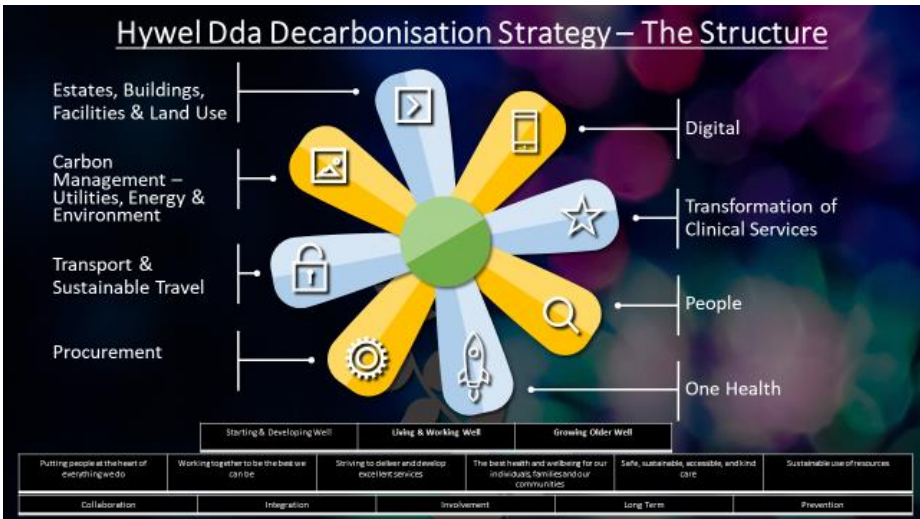 Hywel Dda Decarbonisation Strategy – The Structure
Estates, Buildings,
Facilities & Land Use
Carbon
Management –
Utilities, Energy &
Environment
Transport &
Sustainable Travel
Procurement
Digital
Transformation of
Clinical Services
People
One Health
Starting & Developing Well
Living & Working Well
Growing Older Well
Putting people at the heart of
everything we do
Working together to be the best we
can be
Striving to deliver and develop
excellent services
The best health and wellbeing for our
individuals, families and our
communities
Safe, sustainable, accessible, and kind
care
Sustainable use of resources
Collaboration
Integration
Involvement
Long Term
Prevention